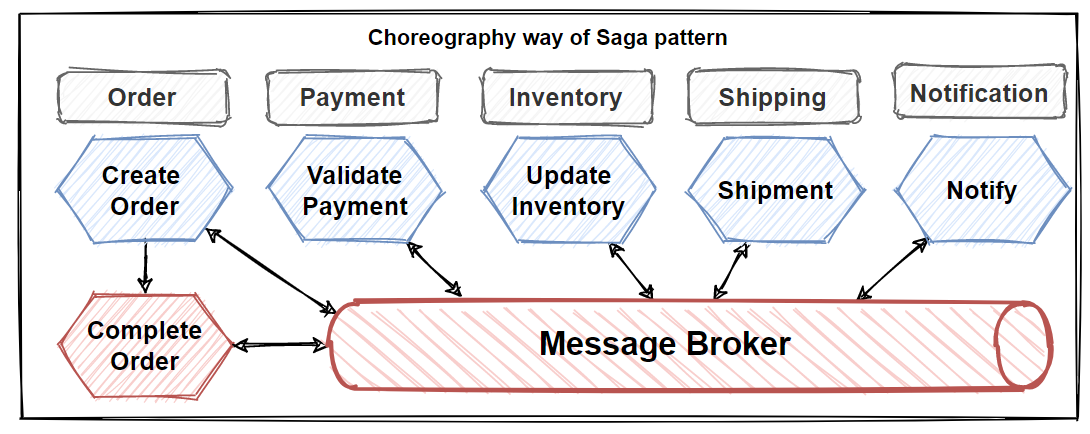 Choreography way of Saga pattern
Order
Payment
Inventory
Shipping
Notification
Create
Order
Validate
Payment
Update
Inventory
Shipment
Notify
Complete
Order
Message Broker